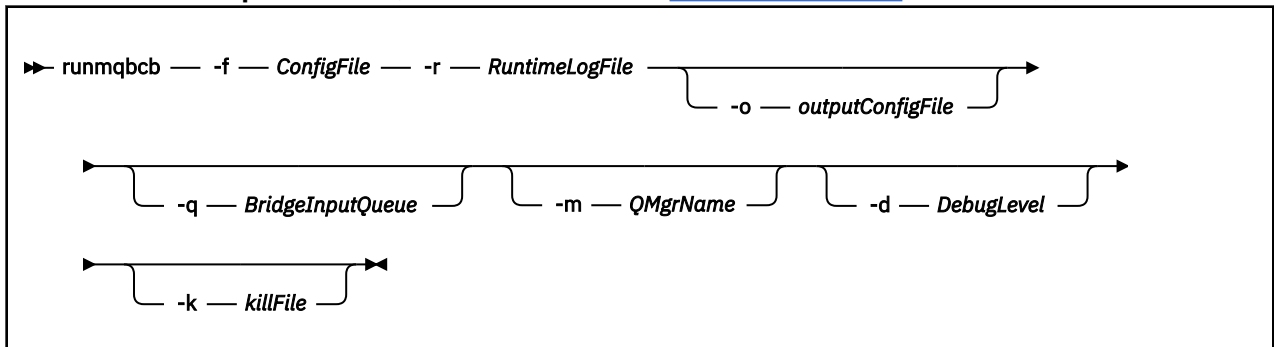 runmqbcb -f ConfigFile -r RuntimeLogFile
-o outputConfigFile
-q BridgeInputQueue -m QMgrName -d DebugLevel
-k killFile